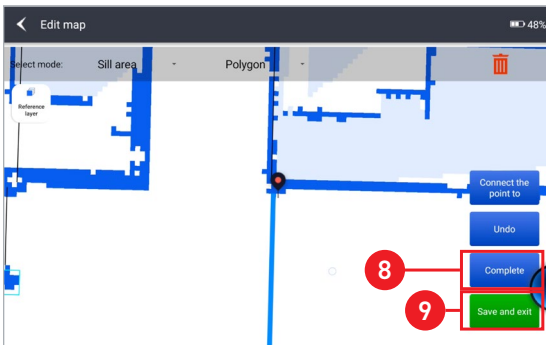 Edit map
48%
Select mode:
Sill area
Polygon
Reference
layer
Connect the
point to
Undo
8
Complete
9
Save and exit